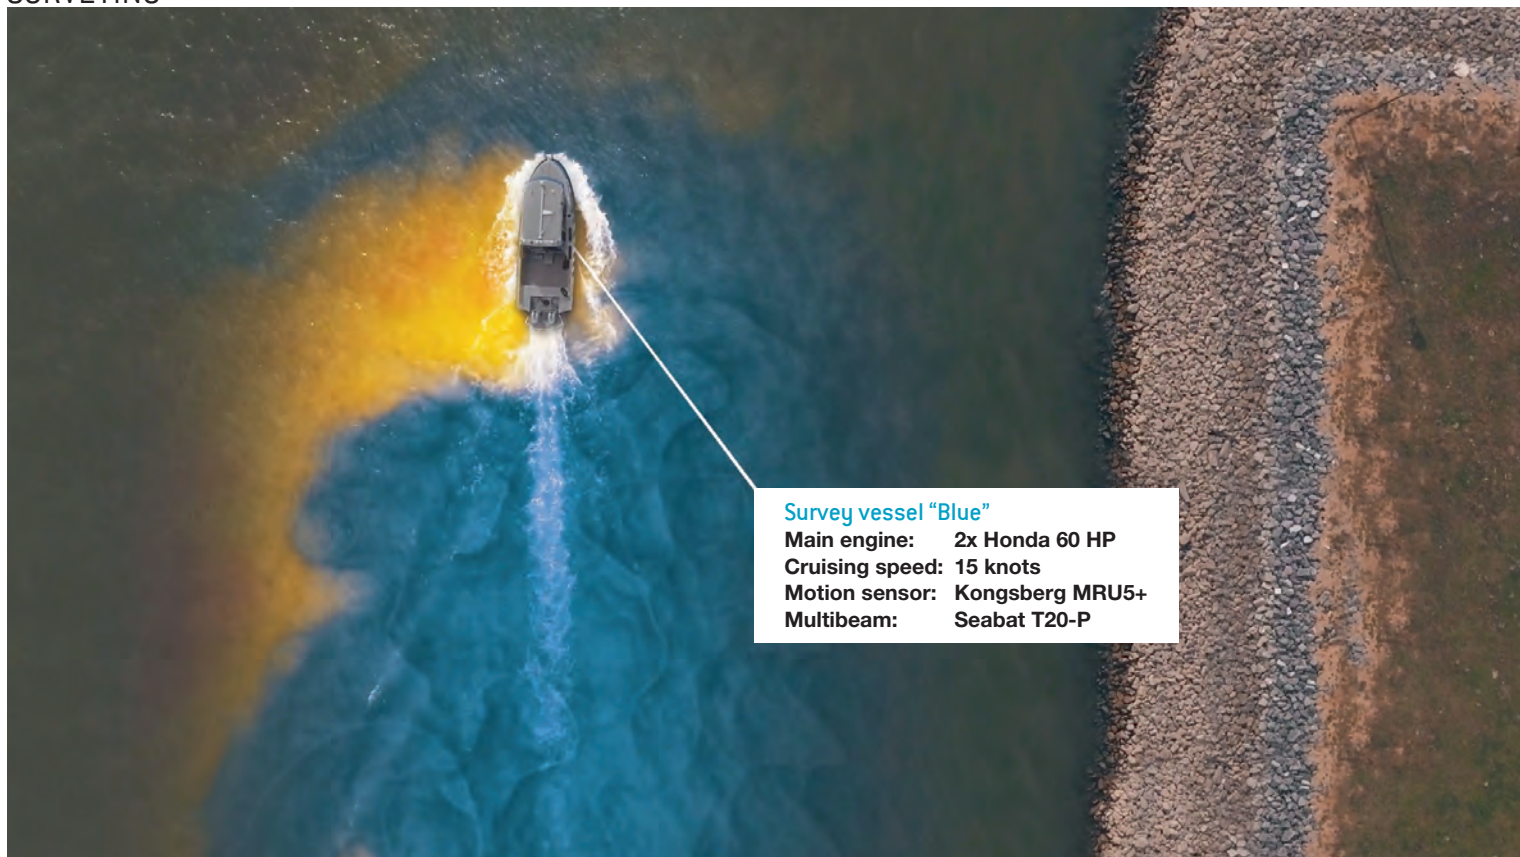 SURVEYING
Survey vessel “Blue”
Main engine: 2x Honda 60 HP
Cruising speed: 15 knots
Motion sensor: Kongsberg MRU5+
Multibeam: Seabat T20-P